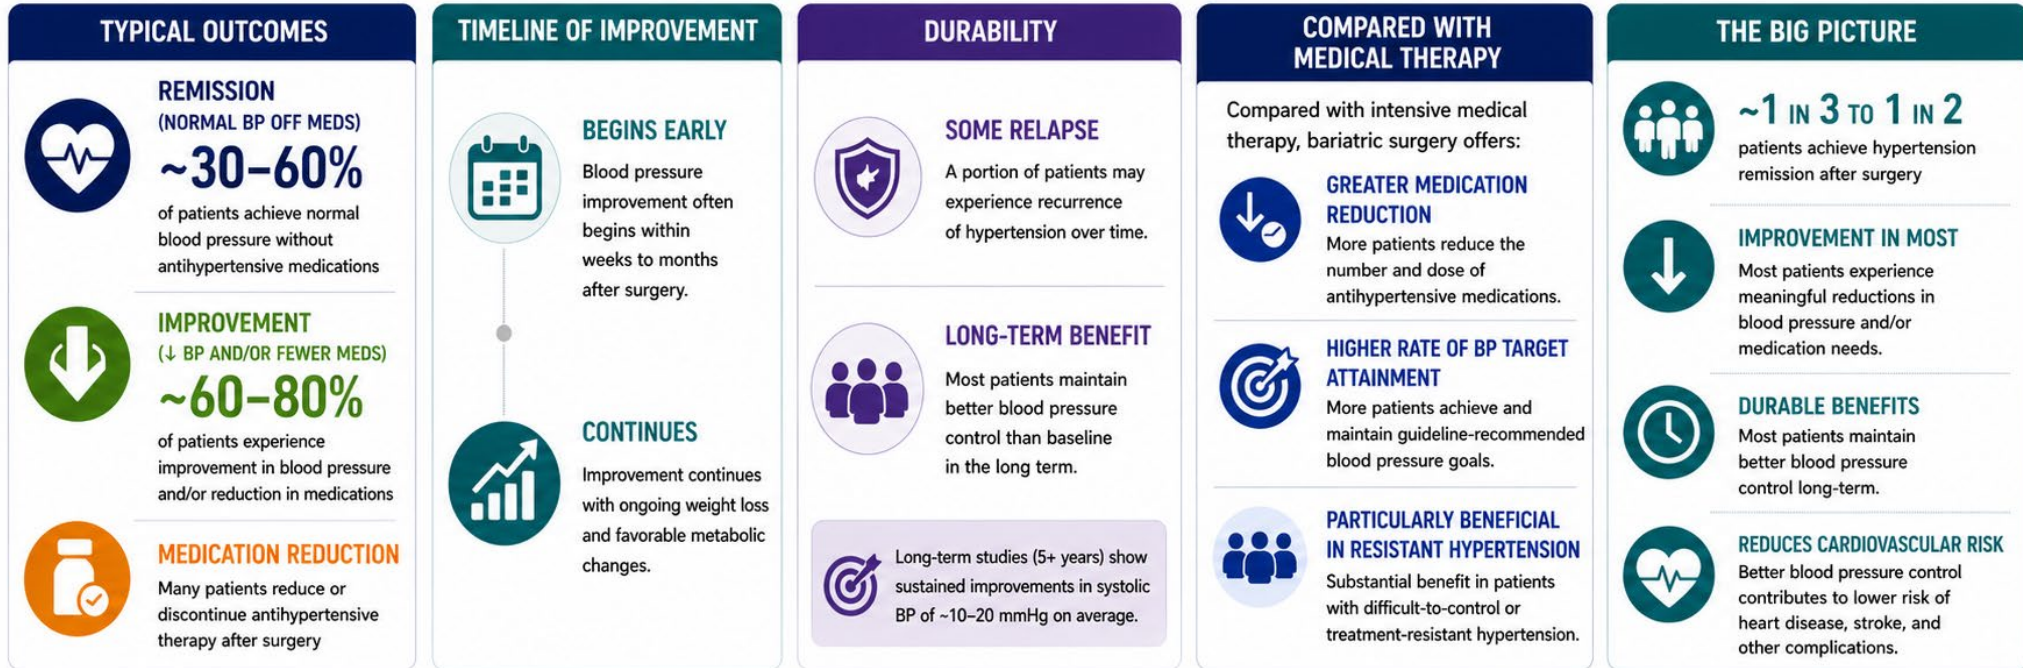 TYPICAL OUTCOMES
REMISSION
(NORMAL BP OFF MEDS)
~30–60%
of patients achieve normal
blood pressure without
antihypertensive medications
IMPROVEMENT
(↓ BP AND/OR FEWER MEDS)
~60–80%
of patients experience
improvement in blood pressure
and/or reduction in medications
MEDICATION REDUCTION
Many patients reduce or
discontinue antihypertensive
therapy after surgery
TIMELINE OF IMPROVEMENT
BEGINS EARLY
Blood pressure
improvement often
begins within
weeks to months
after surgery.
CONTINUES
Improvement continues
with ongoing weight loss
and favorable metabolic
changes.
DURABILITY
SOME RELAPSE
A portion of patients may
experience recurrence
of hypertension over time.
LONG-TERM BENEFIT
Most patients maintain
better blood pressure
control than baseline
in the long term.
Long-term studies (5+ years) show
sustained improvements in systolic
BP of ~10–20 mmHg on average.
COMPARED WITH
MEDICAL THERAPY
Compared with intensive medical
therapy, bariatric surgery offers:
GREATER MEDICATION
REDUCTION
More patients reduce the
number and dose of
antihypertensive medications.
HIGHER RATE OF BP TARGET
ATTAINMENT
More patients achieve and
maintain guideline-recommended
blood pressure goals.
PARTICULARLY BENEFICIAL
IN RESISTANT HYPERTENSION
Substantial benefit in patients
with difficult-to-control or
treatment-resistant hypertension.
THE BIG PICTURE
~1 IN 3 TO 1 IN 2
patients achieve hypertension
remission after surgery
IMPROVEMENT IN MOST
Most patients experience
meaningful reductions in
blood pressure and/or
medication needs.
DURABLE BENEFITS
Most patients maintain
better blood pressure
control long-term.
REDUCES CARDIOVASCULAR RISK
Better blood pressure control
contributes to lower risk of
heart disease, stroke, and
other complications.